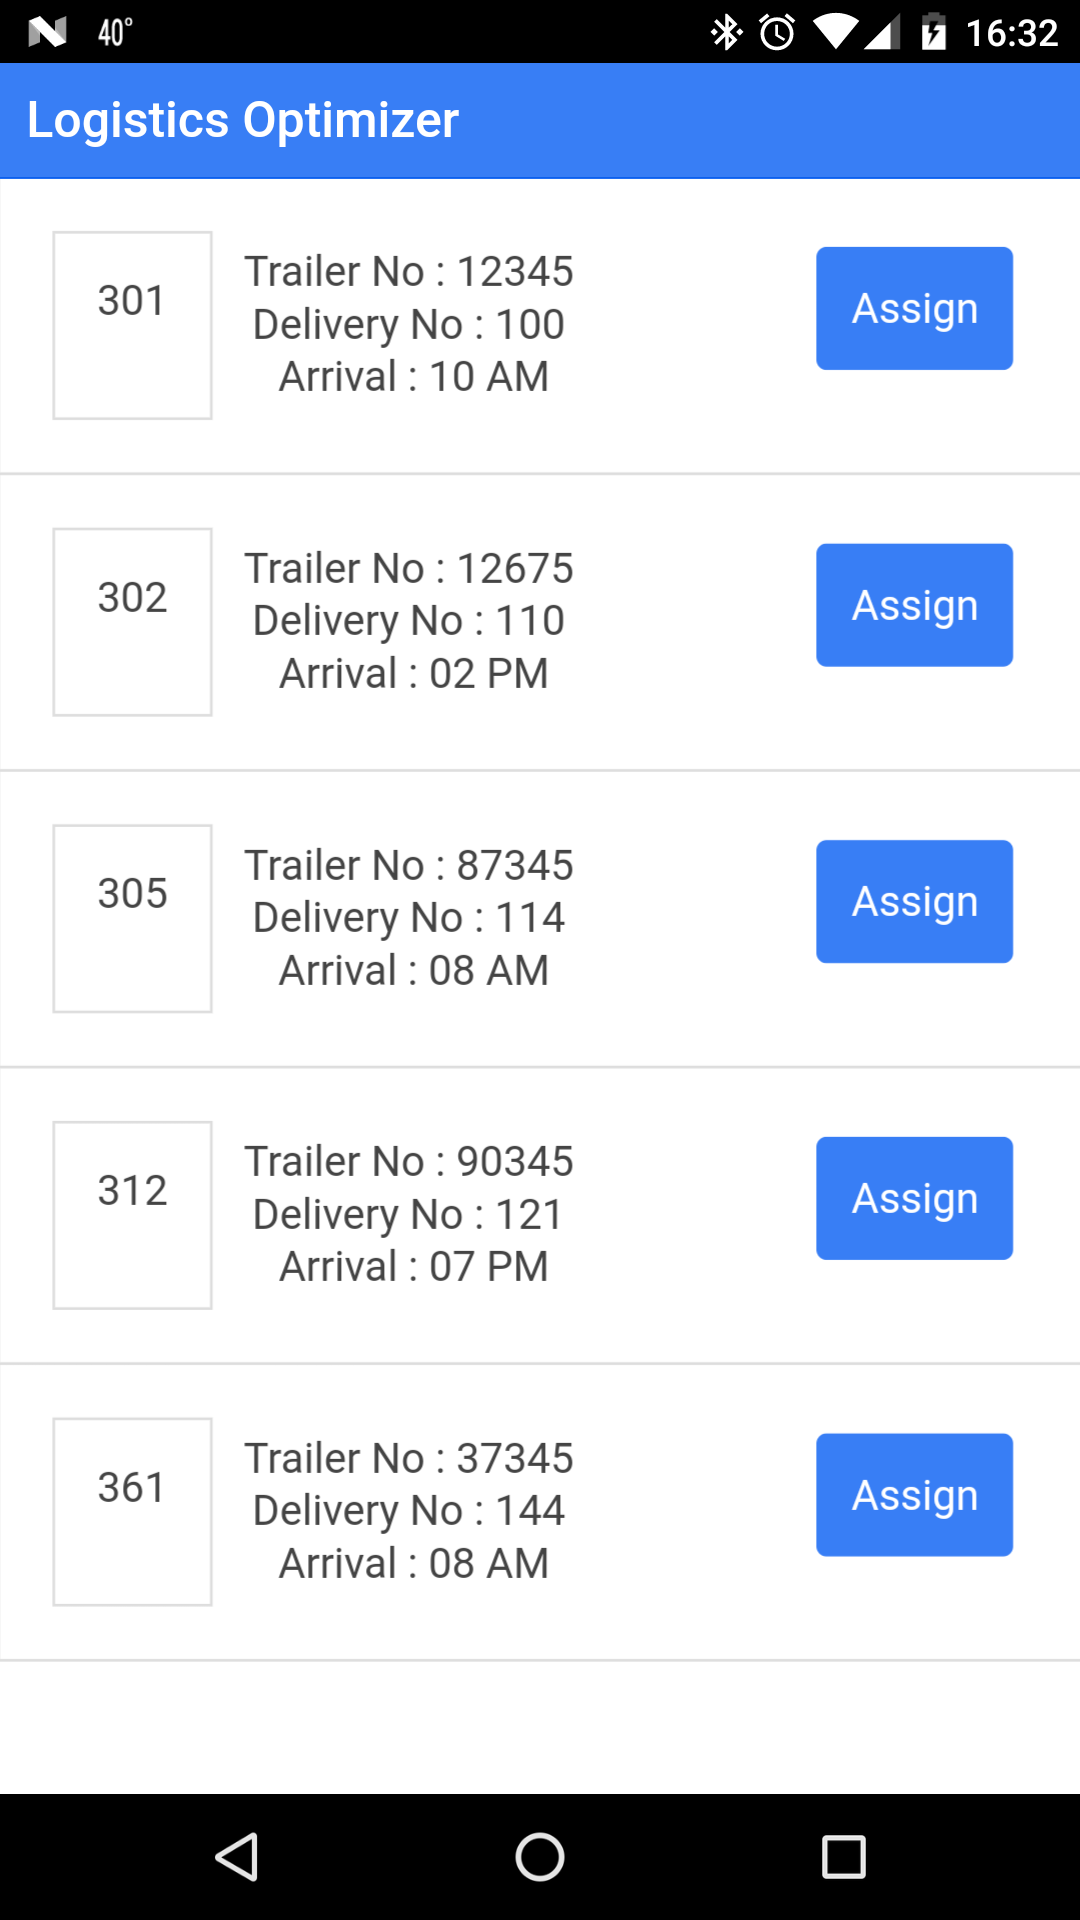 40° 16:32
Logistics Optimizer
301
Trailer No : 12345
Delivery No : 100
Arrival : 10 AM
Assign
302
Trailer No : 12675
Delivery No : 110
Arrival : 02 PM
Assign
305
Trailer No : 87345
Delivery No : 114
Arrival : 08 AM
Assign
312
Trailer No : 90345
Delivery No : 121
Arrival : 07 PM
Assign
361
Trailer No : 37345
Delivery No : 144
Arrival : 08 AM
Assign